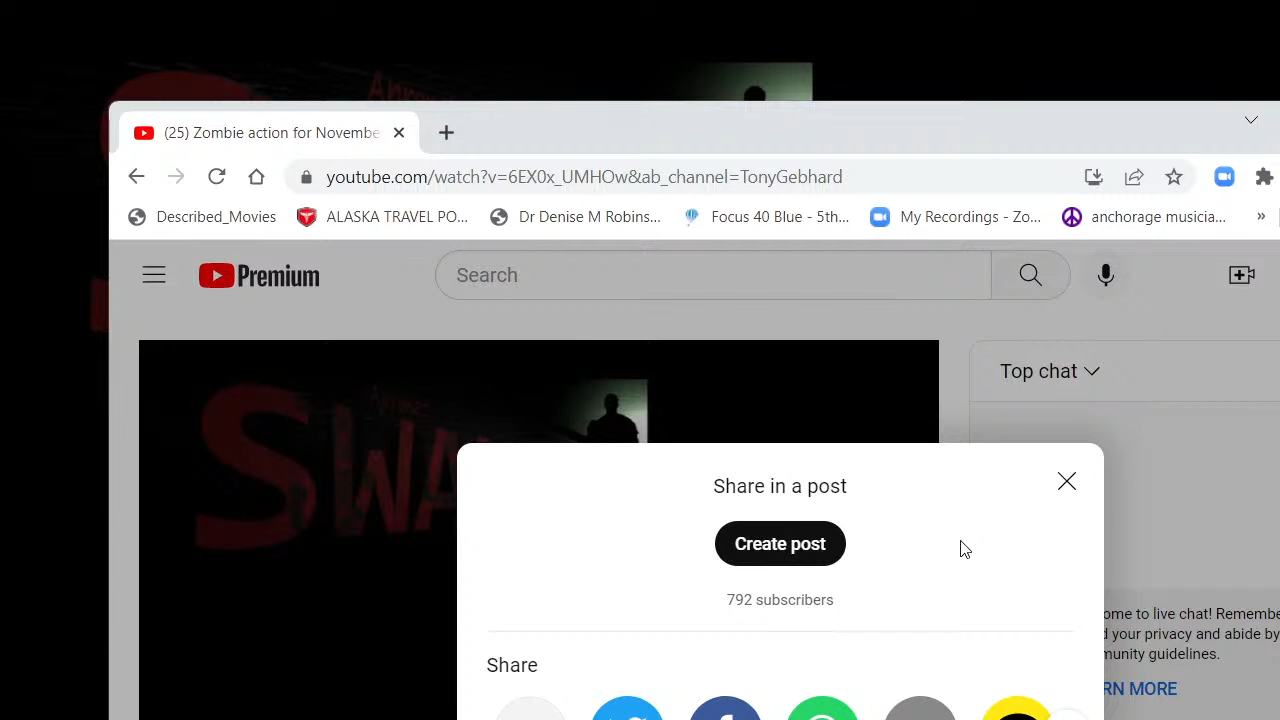 (25) Zombie action for Novembe
youtube.com/watch?v=6EX0x_UMHOw&ab_channel=TonyGebhard
Described_Movies ALASKA TRAVEL PO... Dr Denise M Robins... Focus 40 Blue - 5th... My Recordings - Zo... anchorage musicia... »
Premium
Search
Top chat
SWA
Share in a post
Create post
792 subscribers
Share
ome to live chat! Remembe
d your privacy and abide by
munity guidelines.
RN MORE